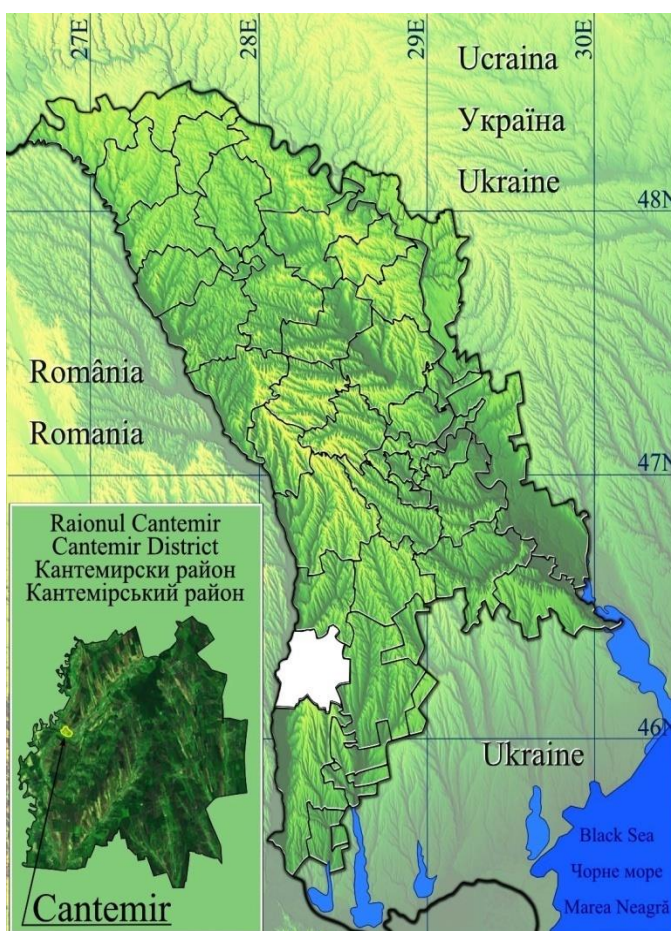 27E
28E
29E
30E
Ucraina
Україна
Ukraine
48N
România
Romania
47N
Raionul Cantemir
Cantemir District
Кантемирски район
Кантемірський район
46N
Ukraine
Black Sea
Чорне море
Marea Neagră
Cantemir